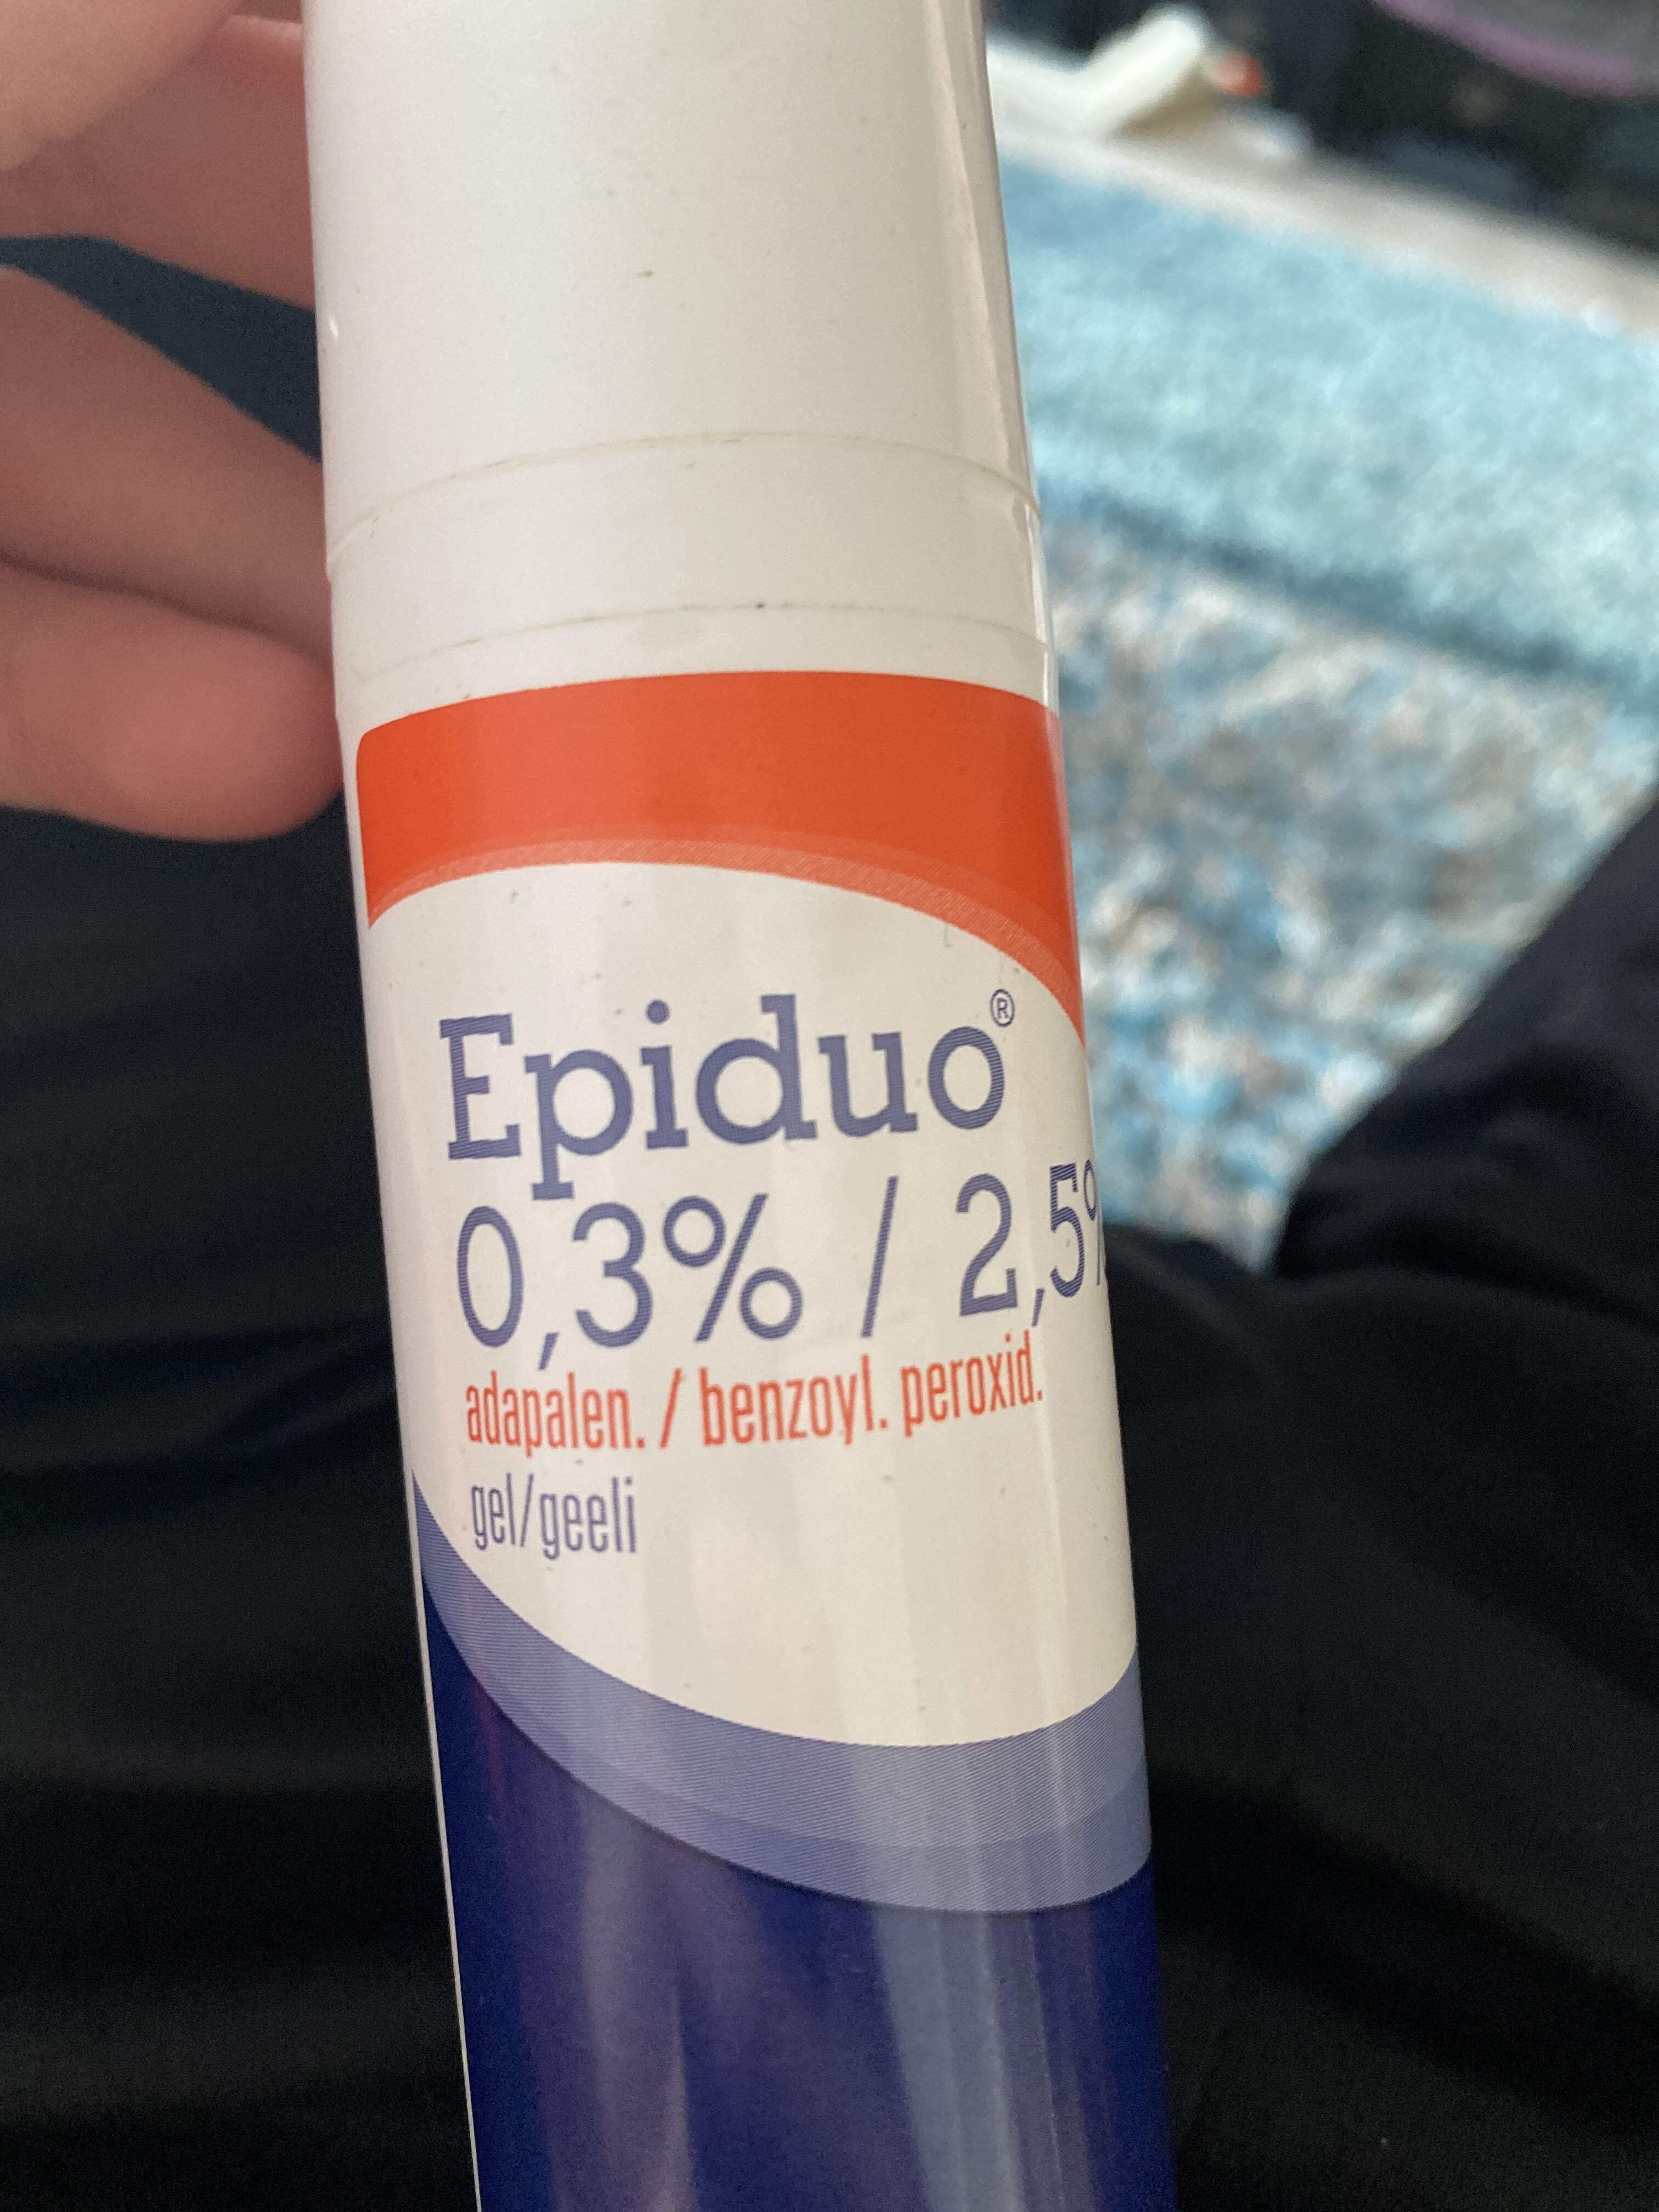 Epiduo®
0,3% / 2,5%
adapalen. / benzoyl. peroxid.
gel/geeli